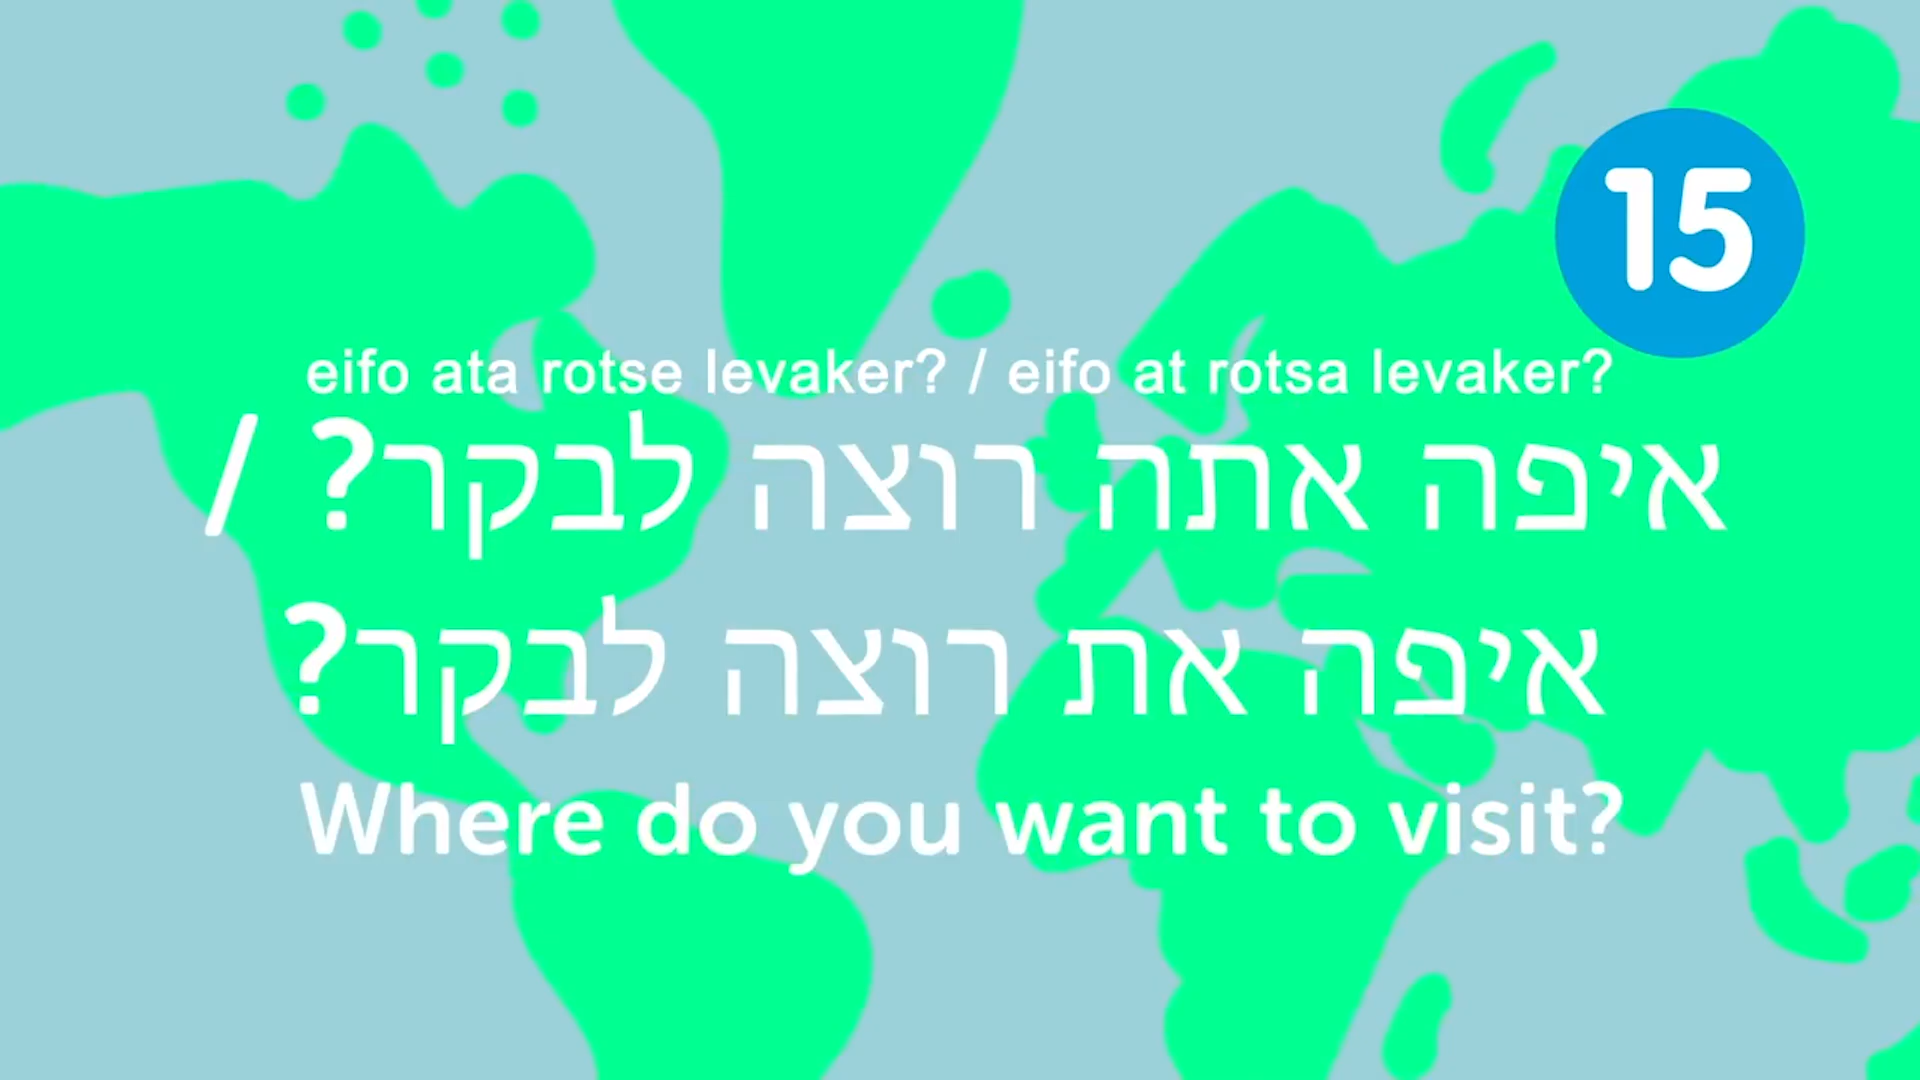 15
eifo ata rotse levaker? / eifo at rotsa levaker?
איפה אתה רוצה לבקר? /
איפה את רוצה לבקר?
Where do you want to visit?